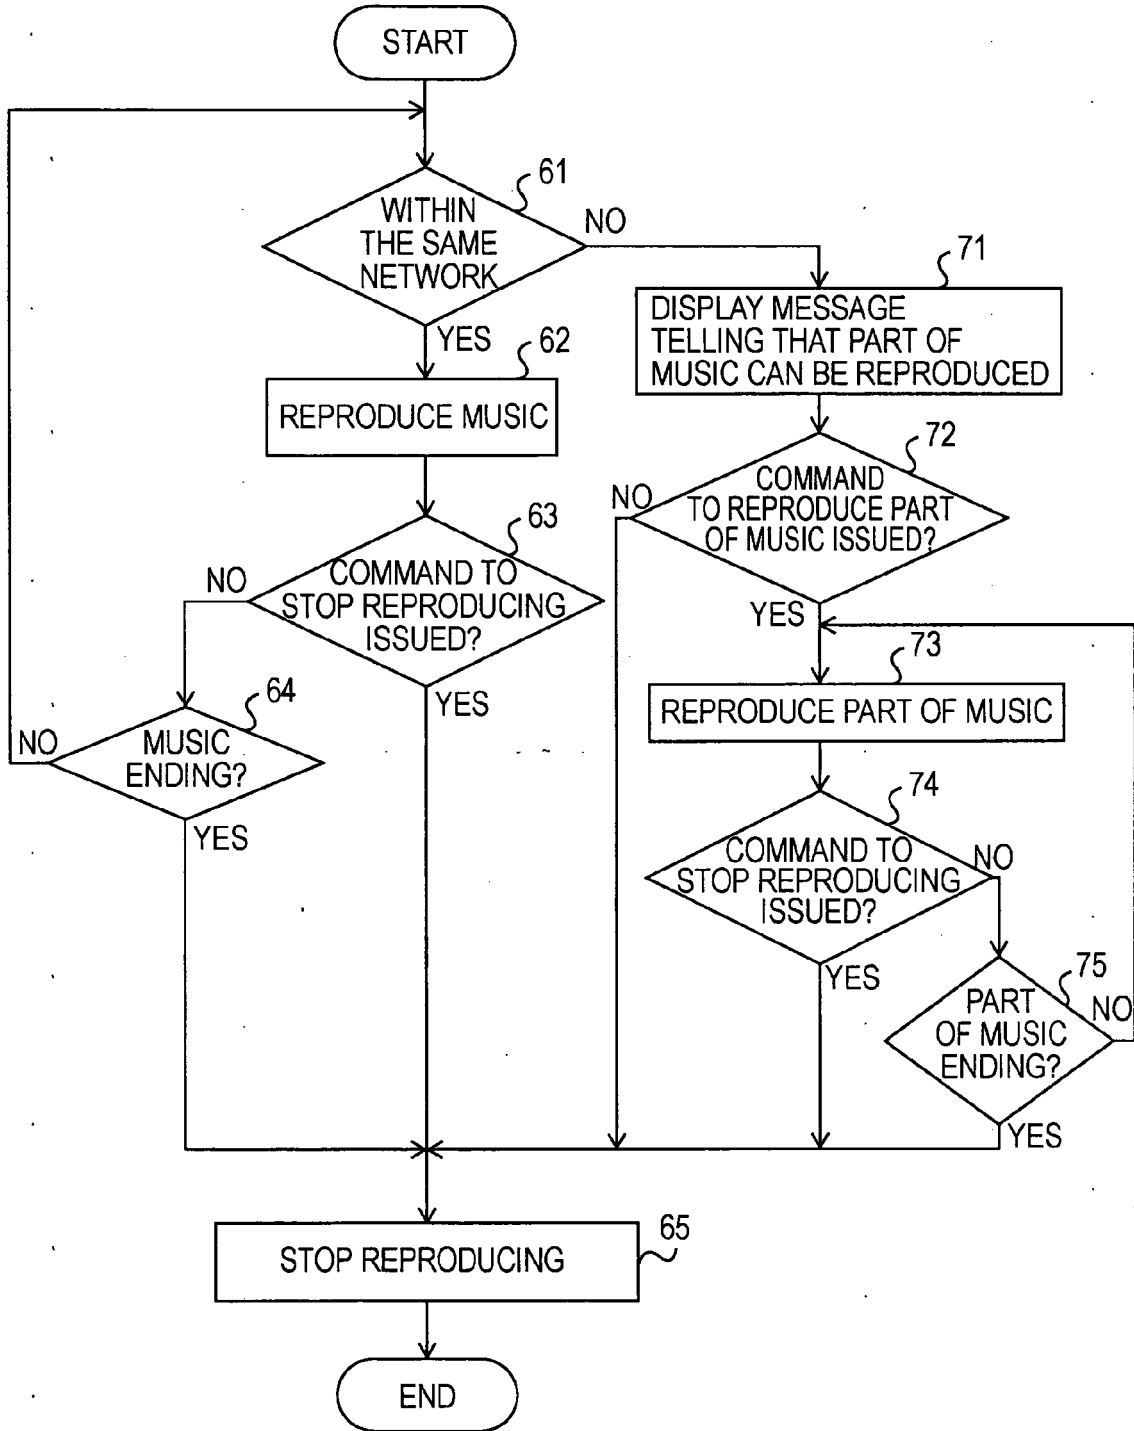 START
61
WITHIN
THE SAME
NETWORK
NO
YES
71
DISPLAY MESSAGE
TELLING THAT PART OF
MUSIC CAN BE REPRODUCED
62
REPRODUCE MUSIC
72
COMMAND
TO REPRODUCE PART
OF MUSIC ISSUED?
NO
YES
63
COMMAND TO
STOP REPRODUCING
ISSUED?
NO
YES
73
REPRODUCE PART OF MUSIC
64
MUSIC
ENDING?
NO
YES
74
COMMAND TO
STOP REPRODUCING
ISSUED?
NO
YES
75
PART
OF MUSIC
ENDING?
NO
YES
65
STOP REPRODUCING
END